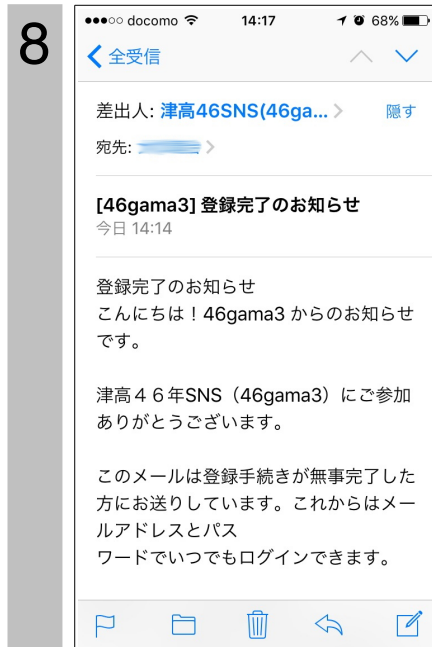 8
docomo 14:17 68%
全受信
差出人: 津高46SNS(46ga... 隠す
宛先:
[46gama3] 登録完了のお知らせ
今日 14:14
登録完了のお知らせ
こんにちは！46gama3 からのお知らせ
です。
津高４６年SNS（46gama3）にご参加
ありがとうございます。
このメールは登録手続きが無事完了した
方にお送りしています。これからはメー
ルアドレスとパス
ワードでいつでもログインできます。